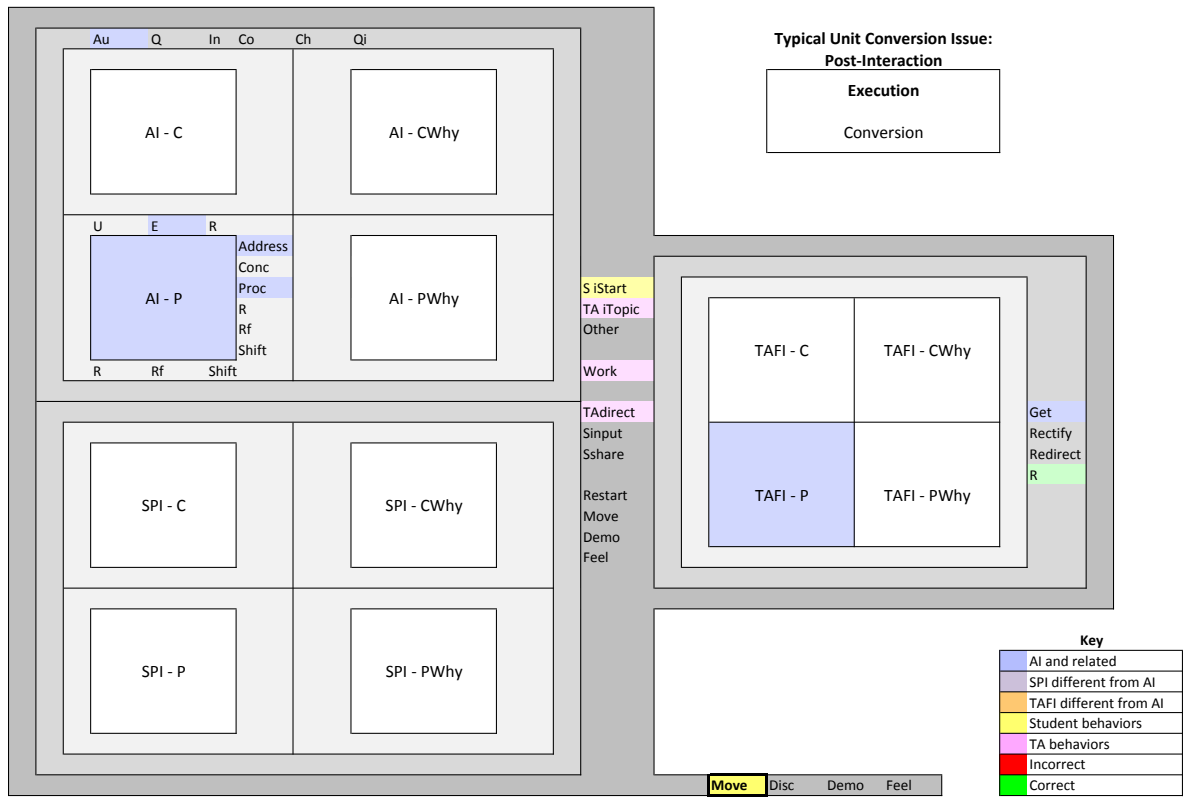 Typical Unit Conversion Issue:
Post-Interaction
Execution
Conversion
Au Q In Co Ch Qi
AI - C
AI - CWhy
U E R
AI - P
Address
Conc
Proc
R
Rf
Shift
R Rf Shift
AI - PWhy
SPI - C
SPI - CWhy
SPI - P
SPI - PWhy
S iStart
TA iTopic
Other
Work
TAdirect
Sinput
Sshare
Restart
Move
Demo
Feel
TAFI - C
TAFI - CWhy
TAFI - P
TAFI - PWhy
Get
Rectify
Redirect
R
Key
AI and related
SPI different from AI
TAFI different from AI
Student behaviors
TA behaviors
Incorrect
Correct
Move Disc Demo Feel